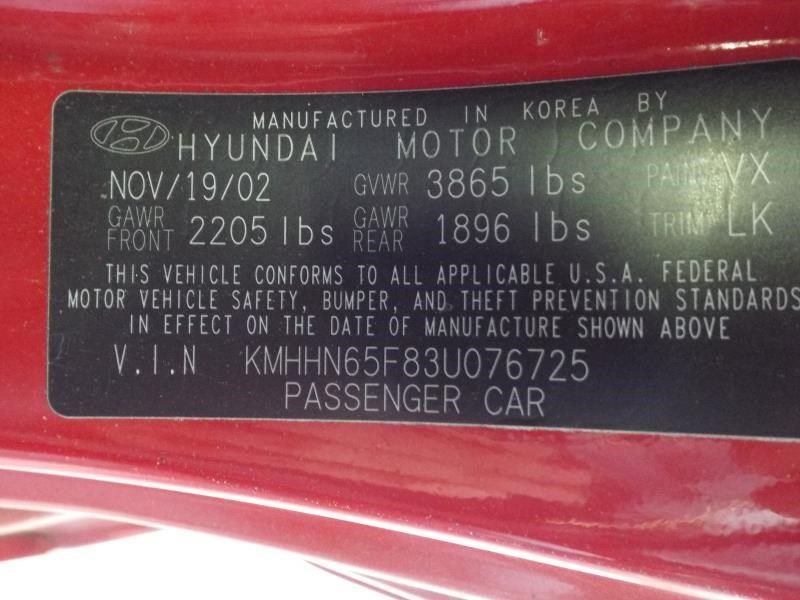 MANUFACTURED IN KOREA BY
HYUNDAI MOTOR COMPANY
NOV/19/02 GVWR 3865 lbs PAINT VX
GAWR FRONT 2205 lbs GAWR REAR 1896 lbs TRIM LK
THIS VEHICLE CONFORMS TO ALL APPLICABLE U.S.A. FEDERAL
MOTOR VEHICLE SAFETY, BUMPER, AND THEFT PREVENTION STANDARDS
IN EFFECT ON THE DATE OF MANUFACTURE SHOWN ABOVE
V.I.N KMHHN65F83U076725
PASSENGER CAR